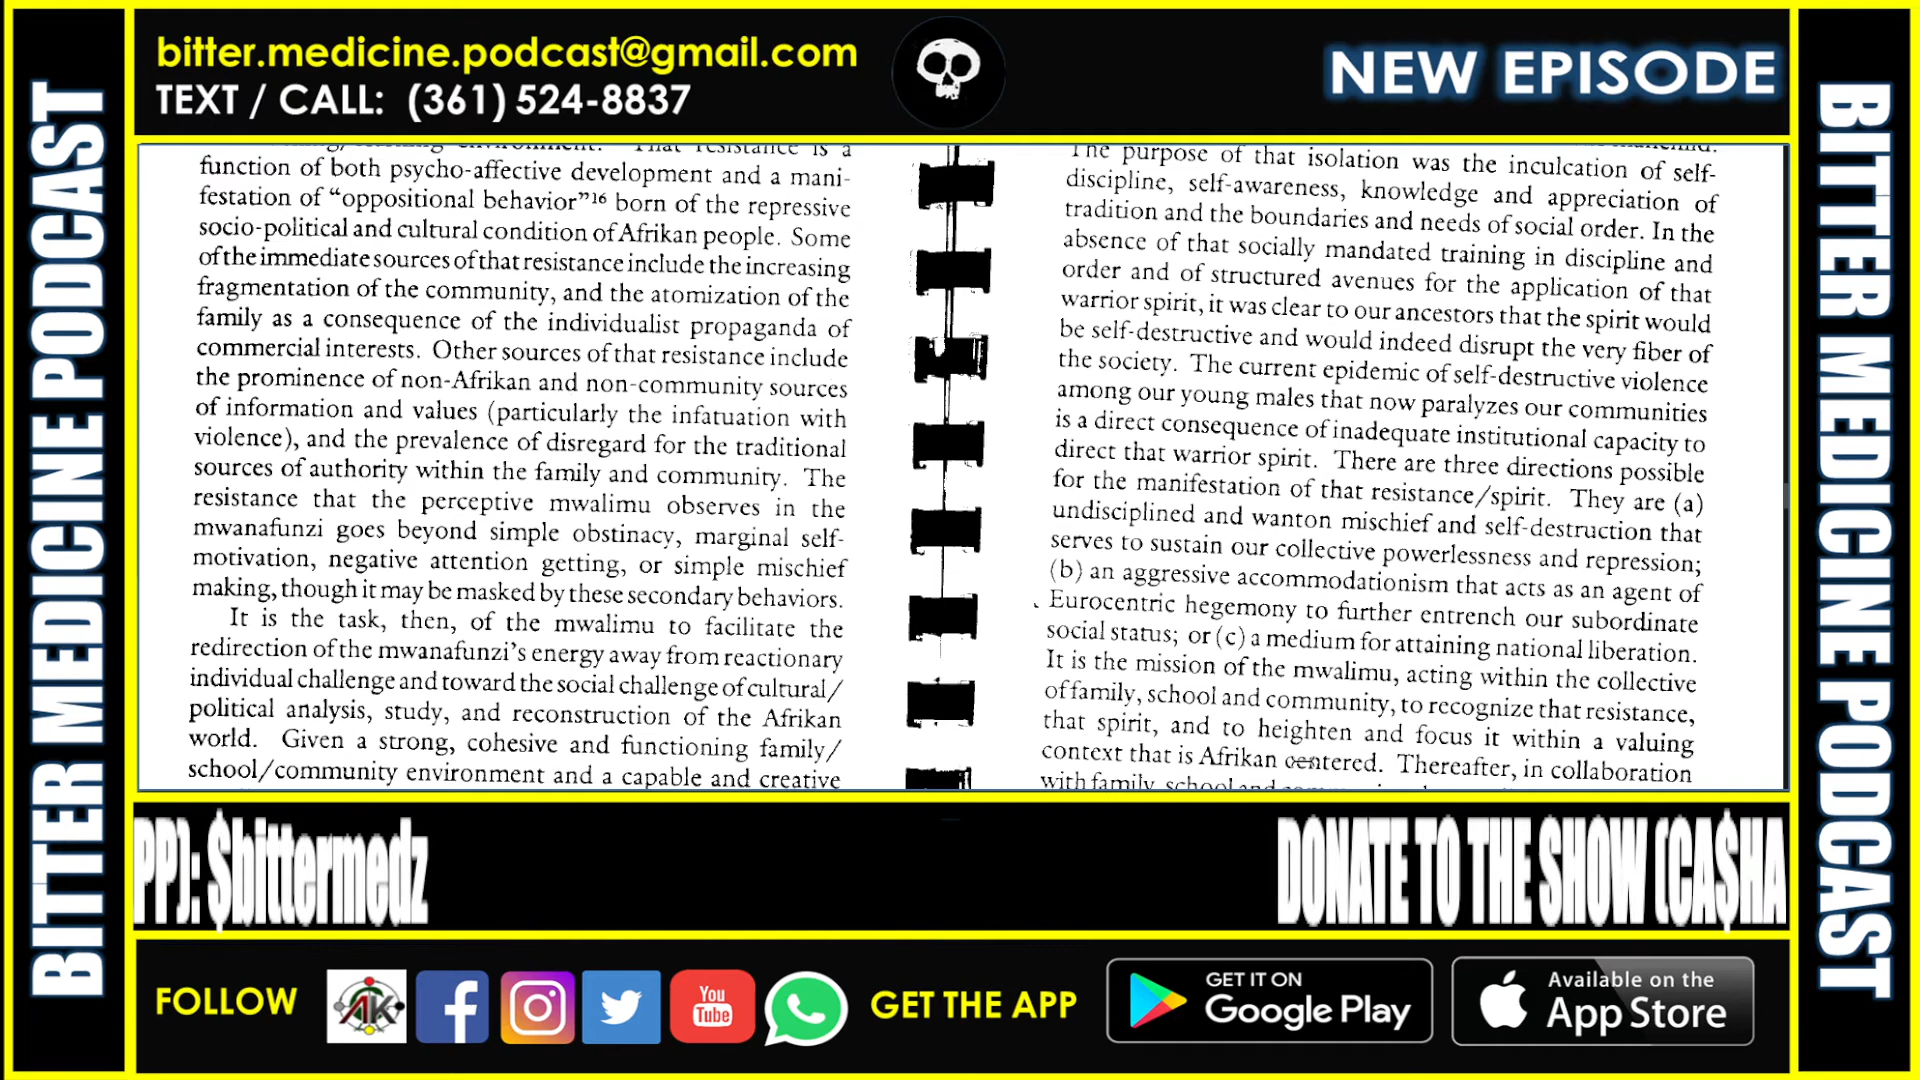 BITTER MEDICINE PODCAST
bitter.medicine.podcast@gmail.com
TEXT / CALL: (361) 524-8837
NEW EPISODE
environment. That resistance is a
function of both psycho-affective development and a mani-
festation of “oppositional behavior”16 born of the repressive
socio-political and cultural condition of Afrikan people. Some
of the immediate sources of that resistance include the increasing
fragmentation of the community, and the atomization of the
family as a consequence of the individualist propaganda of
commercial interests. Other sources of that resistance include
the prominence of non-Afrikan and non-community sources
of information and values (particularly the infatuation with
violence), and the prevalence of disregard for the traditional
sources of authority within the family and community. The
resistance that the perceptive mwalimu observes in the
mwanafunzi goes beyond simple obstinacy, marginal self-
motivation, negative attention getting, or simple mischief
making, though it may be masked by these secondary behaviors.
It is the task, then, of the mwalimu to facilitate the
redirection of the mwanafunzi’s energy away from reactionary
individual challenge and toward the social challenge of cultural/
political analysis, study, and reconstruction of the Afrikan
world. Given a strong, cohesive and functioning family/
school/community environment and a capable and creative
The purpose of that isolation was the inculcation of self-
discipline, self-awareness, knowledge and appreciation of
tradition and the boundaries and needs of social order. In the
absence of that socially mandated training in discipline and
order and of structured avenues for the application of that
warrior spirit, it was clear to our ancestors that the spirit would
be self-destructive and would indeed disrupt the very fiber of
the society. The current epidemic of self-destructive violence
among our young males that now paralyzes our communities
is a direct consequence of inadequate institutional capacity to
direct that warrior spirit. There are three directions possible
for the manifestation of that resistance/spirit. They are (a)
undisciplined and wanton mischief and self-destruction that
serves to sustain our collective powerlessness and repression;
(b) an aggressive accommodationism that acts as an agent of
Eurocentric hegemony to further entrench our subordinate
social status; or (c) a medium for attaining national liberation.
It is the mission of the mwalimu, acting within the collective
of family, school and community, to recognize that resistance,
that spirit, and to heighten and focus it within a valuing
context that is Afrikan centered. Thereafter, in collaboration
with family, school and
PP): $bittermedz
DONATE TO THE SHOW (CA$HA
FOLLOW
AK
You
Tube
GET THE APP
GET IT ON
Google Play
Available on the
App Store
BITTER MEDICINE PODCAST